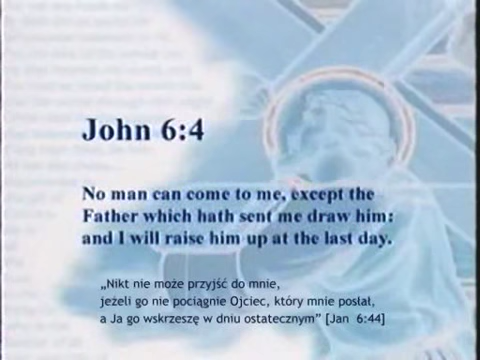 John 6:4
No man can come to me, except the
Father which hath sent me draw him:
and I will raise him up at the last day.
„Nikt nie może przyjść do mnie,
jeżeli go nie pociągnie Ojciec, który mnie posłał,
a Ja go wskrzeszę w dniu ostatecznym” [Jan 6:44]